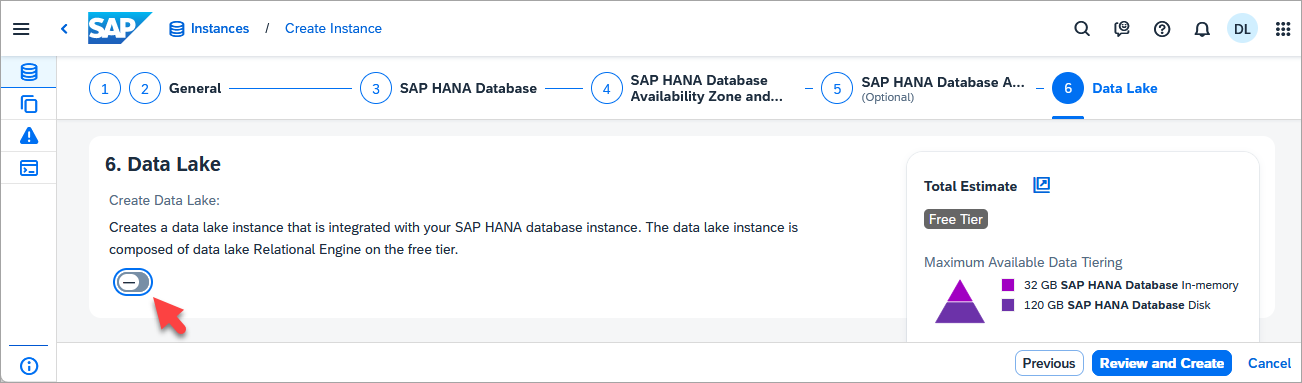 SAP Instances / Create Instance DL
1 2 General 3 SAP HANA Database 4 SAP HANA Database Availability Zone and... 5 SAP HANA Database A... (Optional) 6 Data Lake
6. Data Lake
Create Data Lake:
Creates a data lake instance that is integrated with your SAP HANA database instance. The data lake instance is
composed of data lake Relational Engine on the free tier.
Total Estimate
Free Tier
Maximum Available Data Tiering
32 GB SAP HANA Database In-memory
120 GB SAP HANA Database Disk
Previous Review and Create Cancel